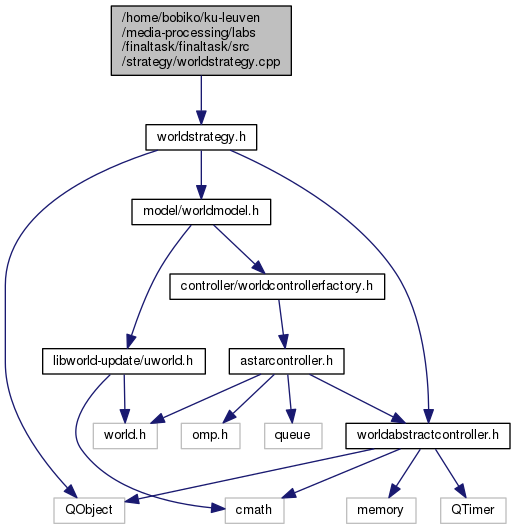 /home/bobiko/ku-leuven
/media-processing/labs
/finaltask/finaltask/src
/strategy/worldstrategy.cpp
worldstrategy.h
model/worldmodel.h
controller/worldcontrollerfactory.h
libworld-update/uworld.h
astarcontroller.h
world.h
omp.h
queue
worldabstractcontroller.h
QObject
cmath
memory
QTimer